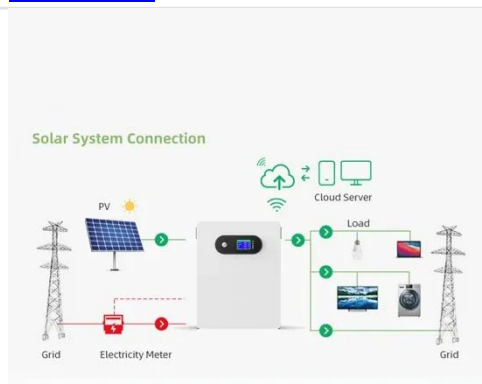 Solar System Connection
Cloud Server
PV
Load
Grid
Electricity Meter
Grid